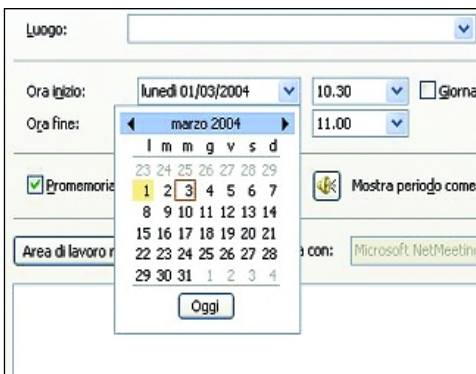 Luogo:
Ora inizio: lunedì 01/03/2004 10.30 Giorna
Ora fine: 11.00
marzo 2004
l m m g v s d
23 24 25 26 27 28 29
1 2 3 4 5 6 7
Promemoria Mostra periodo come
8 9 10 11 12 13 14
15 16 17 18 19 20 21
Area di lavoro r a con: Microsoft NetMeeting
22 23 24 25 26 27 28
29 30 31 1 2 3 4
Oggi